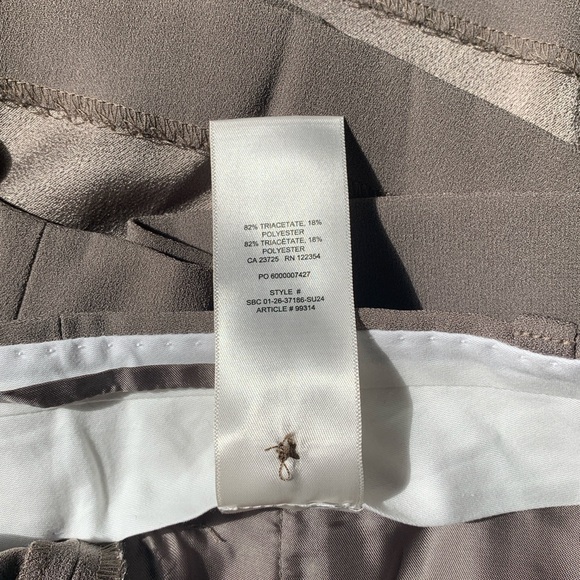 82% TRIACETATE, 18%
POLYESTER
82% TRIACÉTATE, 18%
POLYESTER
CA 23725 RN 122354
PO 6000007427
STYLE #
SBC 01-26-37186-SU24
ARTICLE # 99314